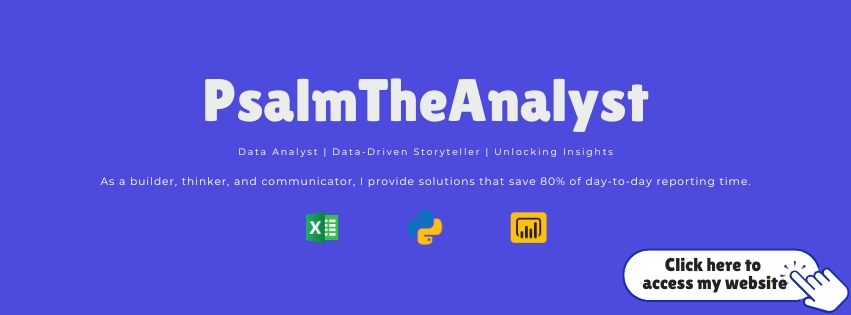 PsalmTheAnalyst
Data Analyst | Data-Driven Storyteller | Unlocking Insights
As a builder, thinker, and communicator, I provide solutions that save 80% of day-to-day reporting time.
X
Click here to
access my website